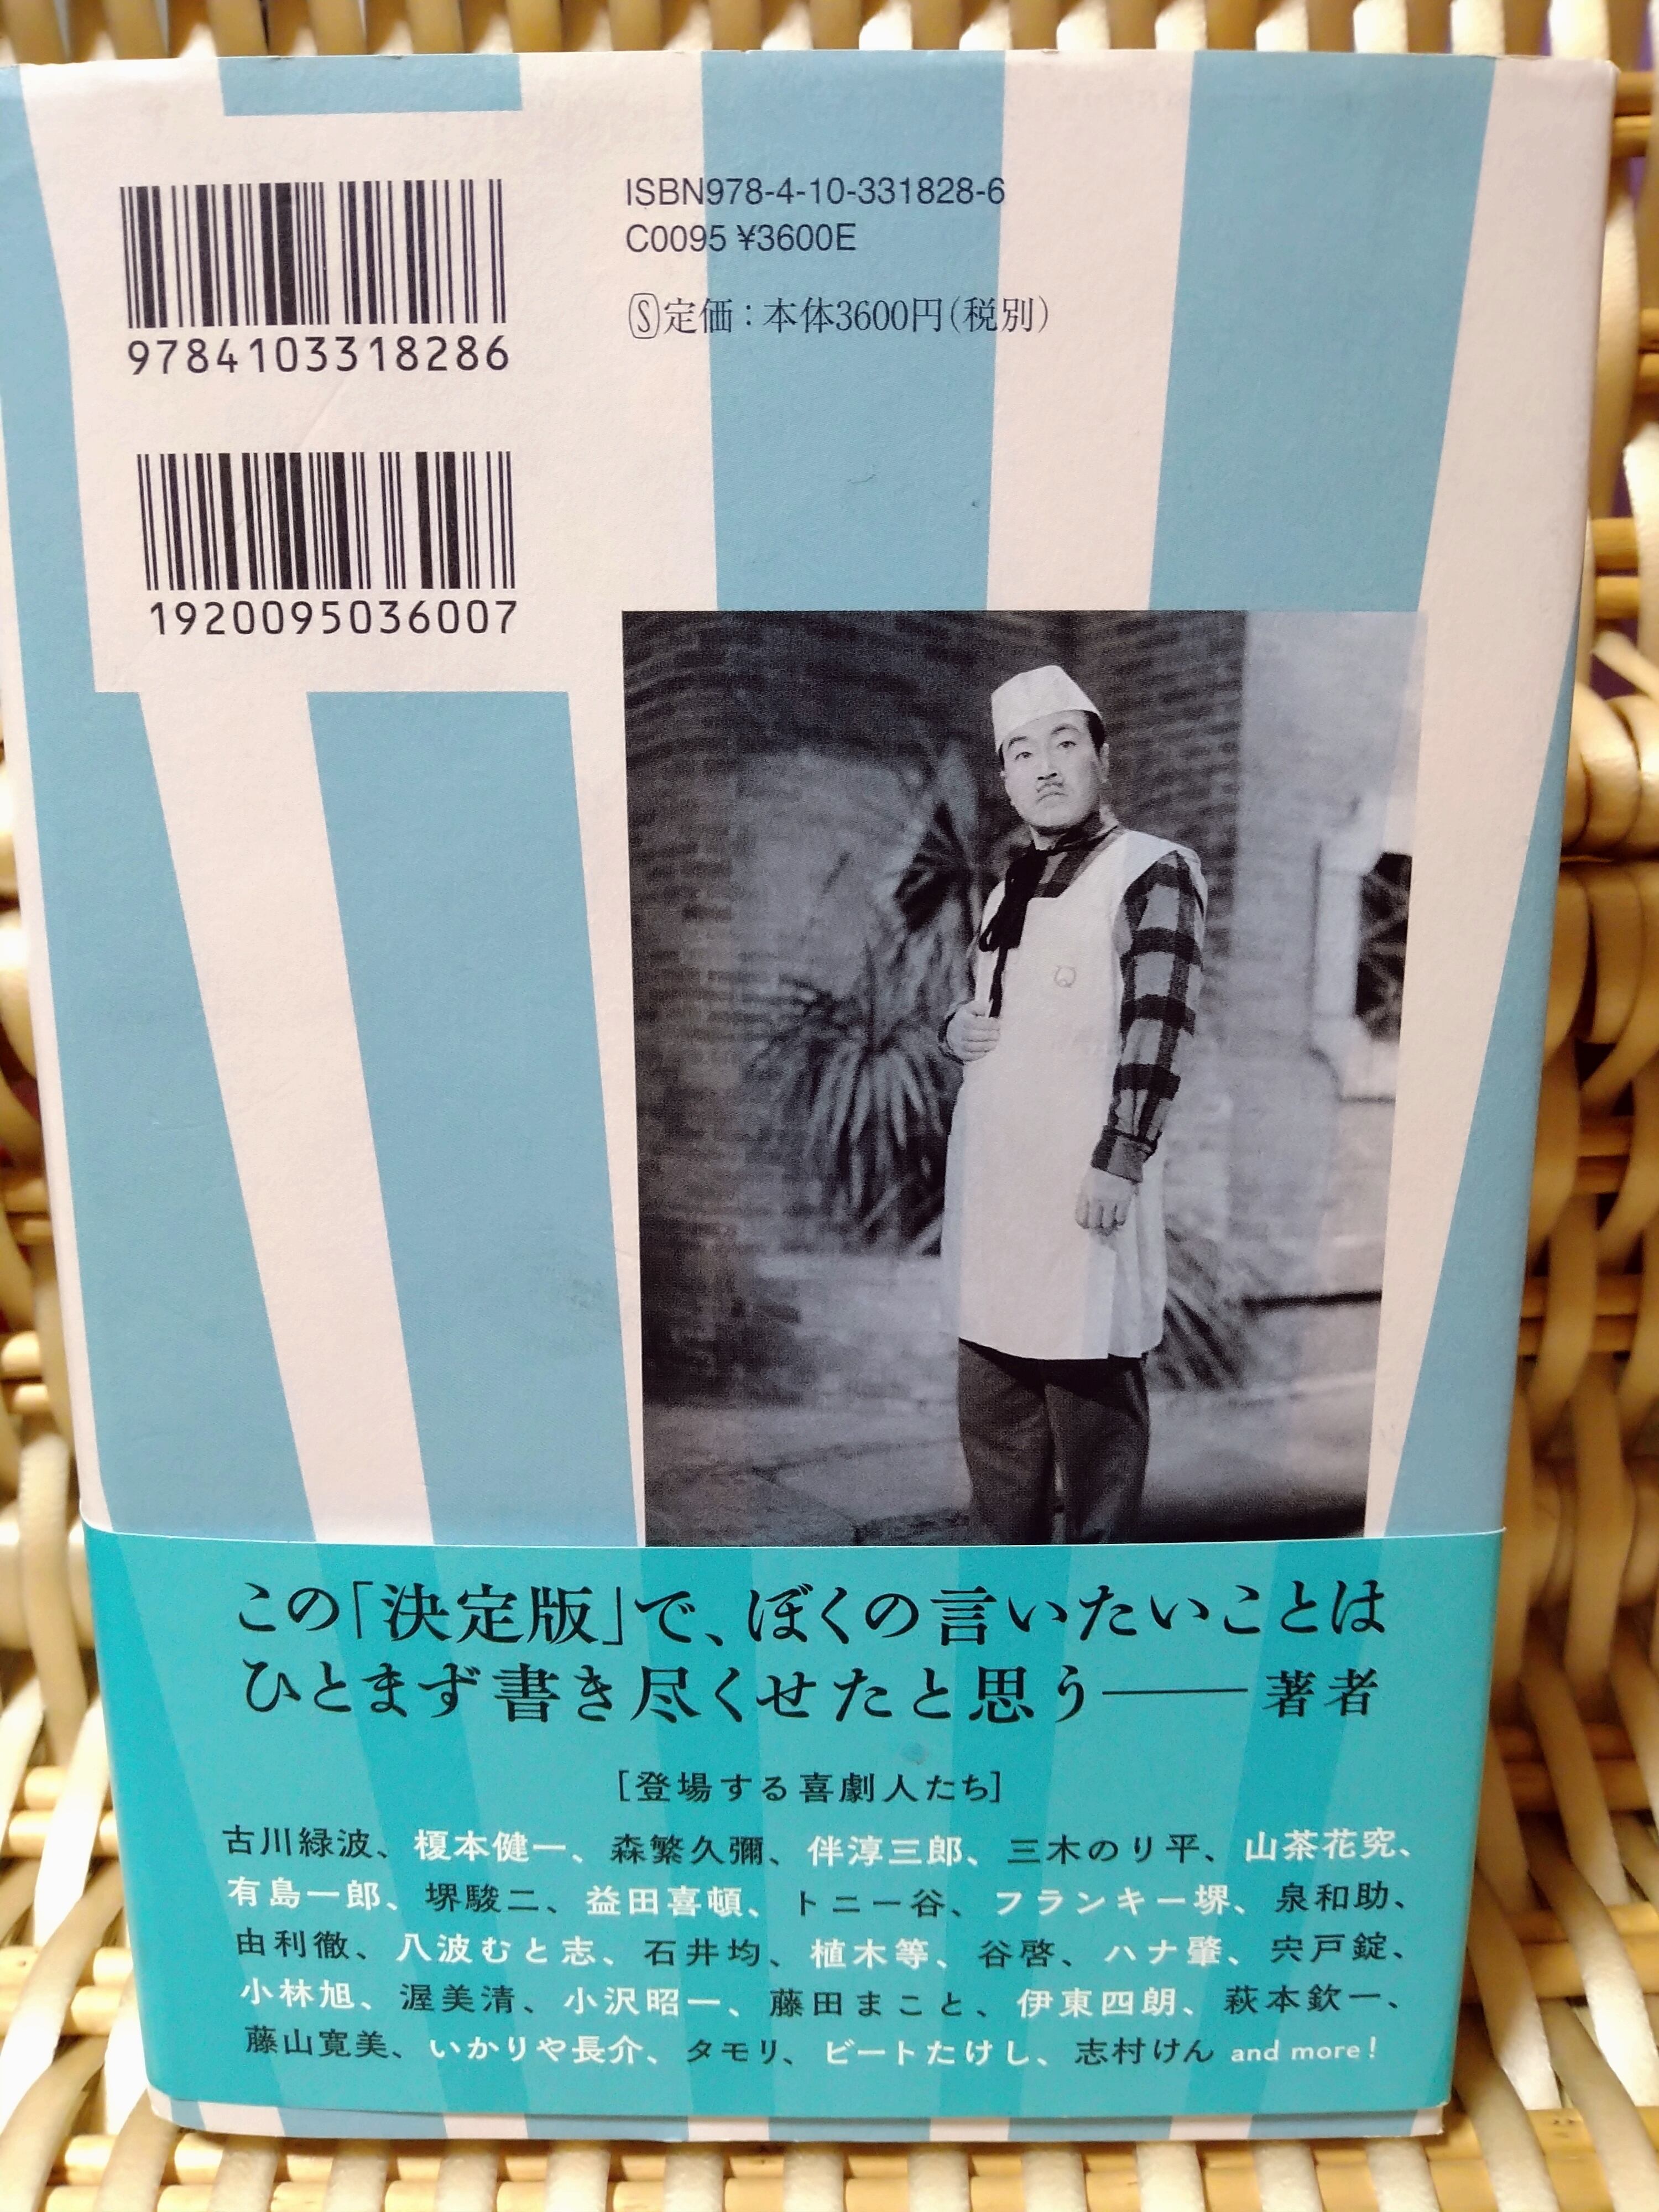 9784103318286
1920095036007
ISBN978-4-10-331828-6
C0095 ¥3600E
Ⓢ定価：本体3600円（税別）
この「決定版」で、ぼくの言いたいことは
ひとまず書き尽くせたと思う――著者
［登場する喜劇人たち］
古川緑波、榎本健一、森繁久彌、伴淳三郎、三木のり平、山茶花究、
有島一郎、堺駿二、益田喜頓、トニー谷、フランキー堺、泉和助、
由利徹、八波むと志、石井均、植木等、谷啓、ハナ肇、宍戸錠、
小林旭、渥美清、小沢昭一、藤田まこと、伊東四朗、萩本欽一、
藤山寛美、いかりや長介、タモリ、ビートたけし、志村けん and more!